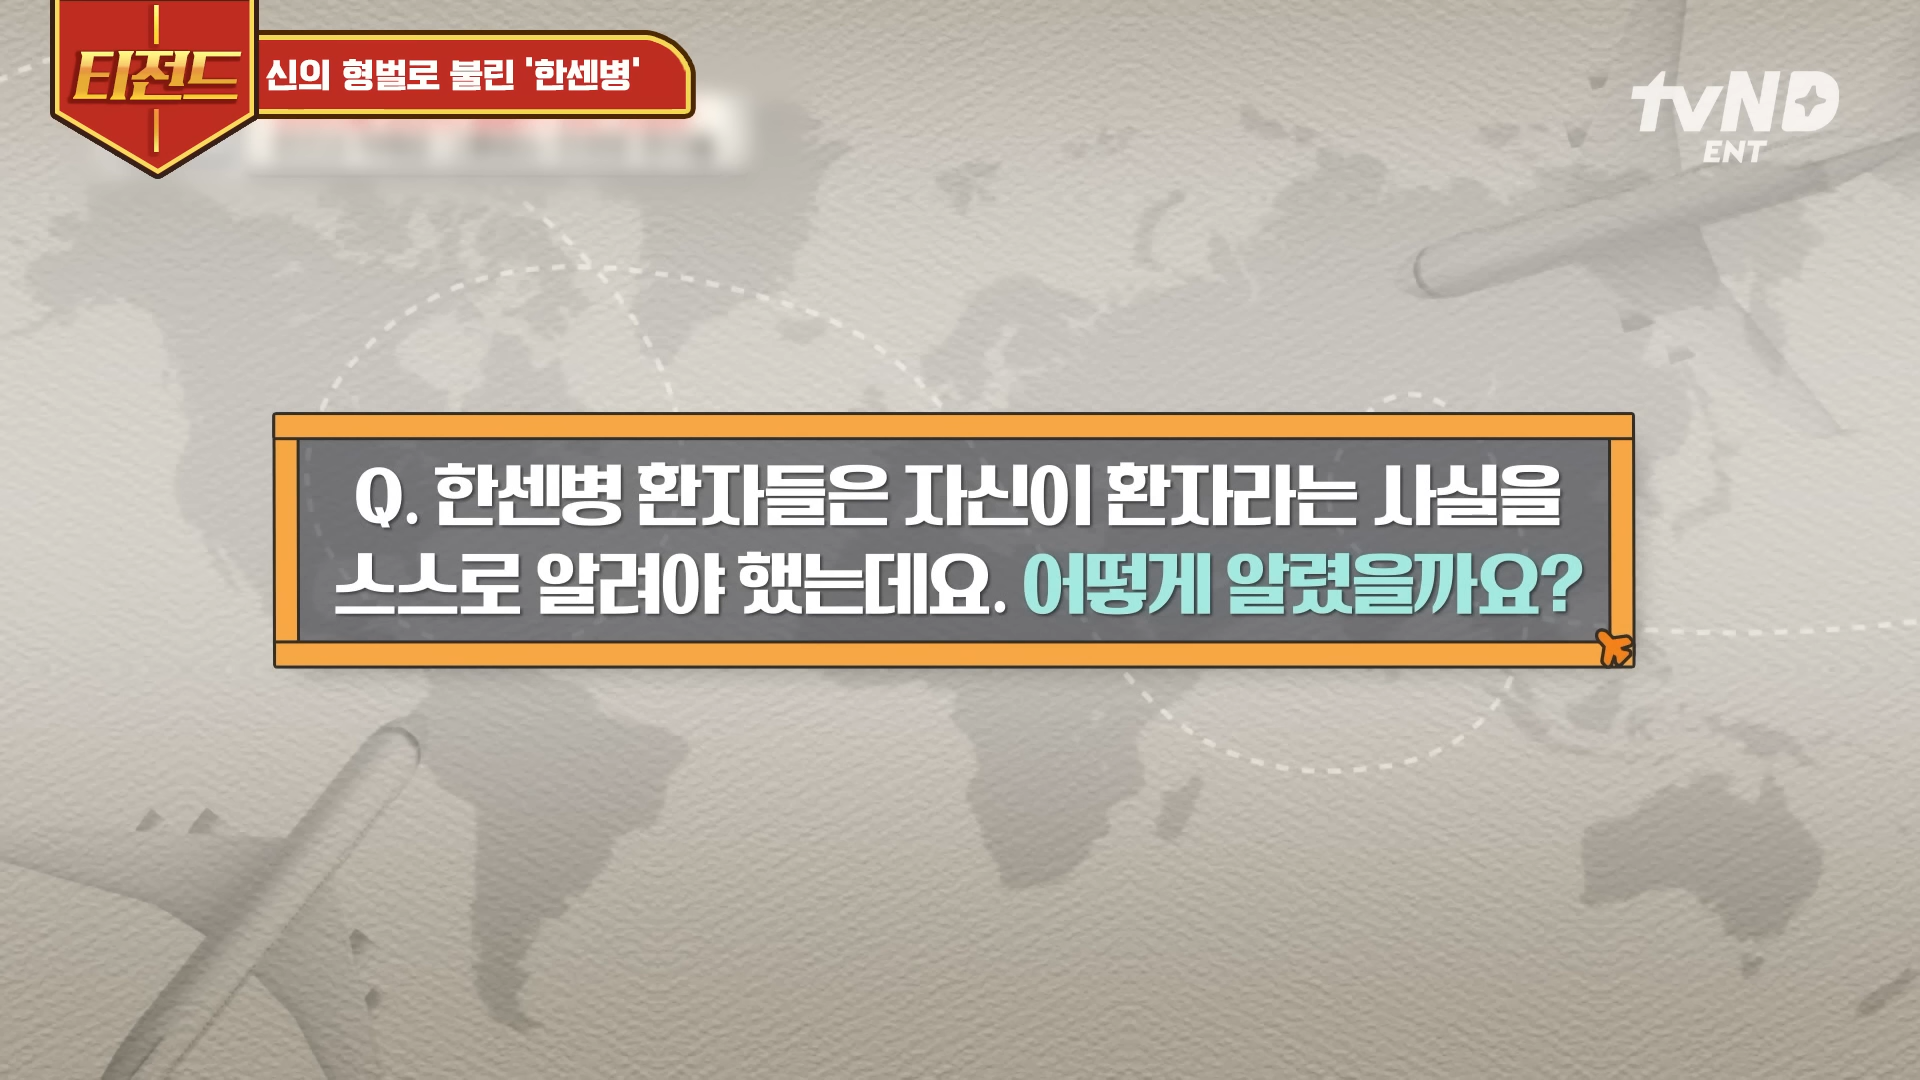 티전드
신의 형벌로 불린 '한센병'
tvND
ENT
Q. 한센병 환자들은 자신이 환자라는 사실을
스스로 알려야 했는데요. 어떻게 알렸을까요?